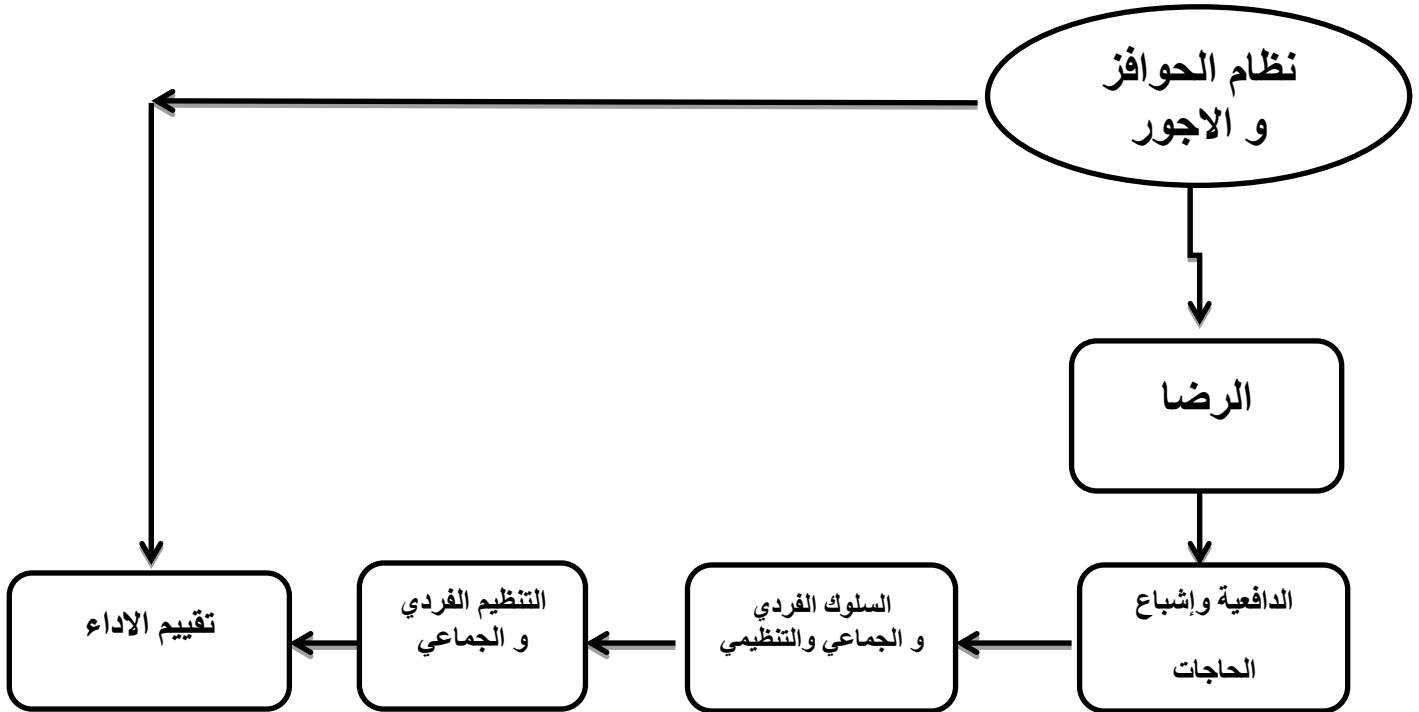 نظام الحوافز
و الاجور
الرضا
الدافعية وإشباع
الحاجات
السلوك الفردي
و الجماعي والتنظيمي
التنظيم الفردي
و الجماعي
تقييم الاداء